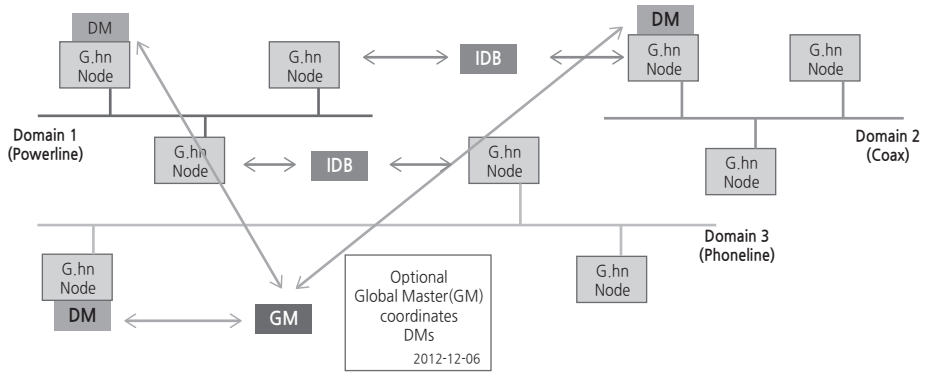 DM
G.hn
Node
G.hn
Node
IDB
DM
G.hn
Node
G.hn
Node
Domain 1
(Powerline)
G.hn
Node
IDB
G.hn
Node
G.hn
Node
Domain 2
(Coax)
Domain 3
(Phoneline)
G.hn
Node
DM
GM
Optional
Global Master(GM)
coordinates
DMs
2012-12-06
G.hn
Node